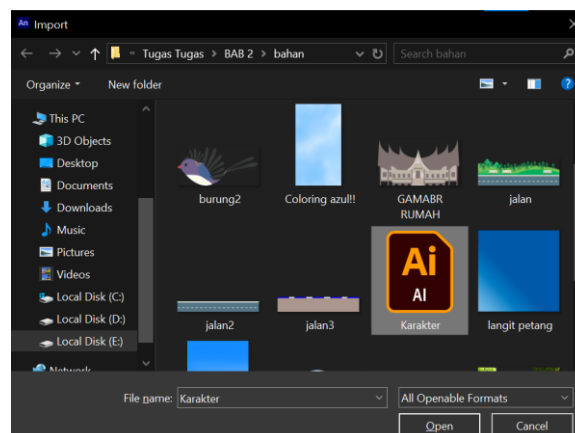 An Import
Tugas Tugas > BAB 2 > bahan
Search bahan
Organize
New folder
This PC
3D Objects
Desktop
Documents
Downloads
Music
Pictures
Videos
Local Disk (C:)
Local Disk (D:)
Local Disk (E:)
Network
burung2
Coloring azul!!
GAMABR
RUMAH
jalan
jalan2
jalan3
Ai
AI
Karakter
langit petang
File name: Karakter
All Openable Formats
Open
Cancel